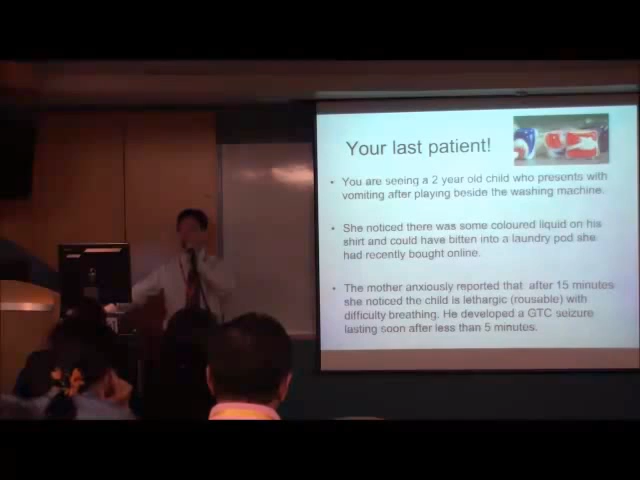 Your last patient!
• You are seeing a 2 year old child who presents with
vomiting after playing beside the washing machine.
• She noticed there was some coloured liquid on his
shirt and could have bitten into a laundry pod she
had recently bought online.
• The mother anxiously reported that after 15 minutes
she noticed the child is lethargic (rousable) with
difficulty breathing. He developed a GTC seizure
lasting soon after less than 5 minutes.